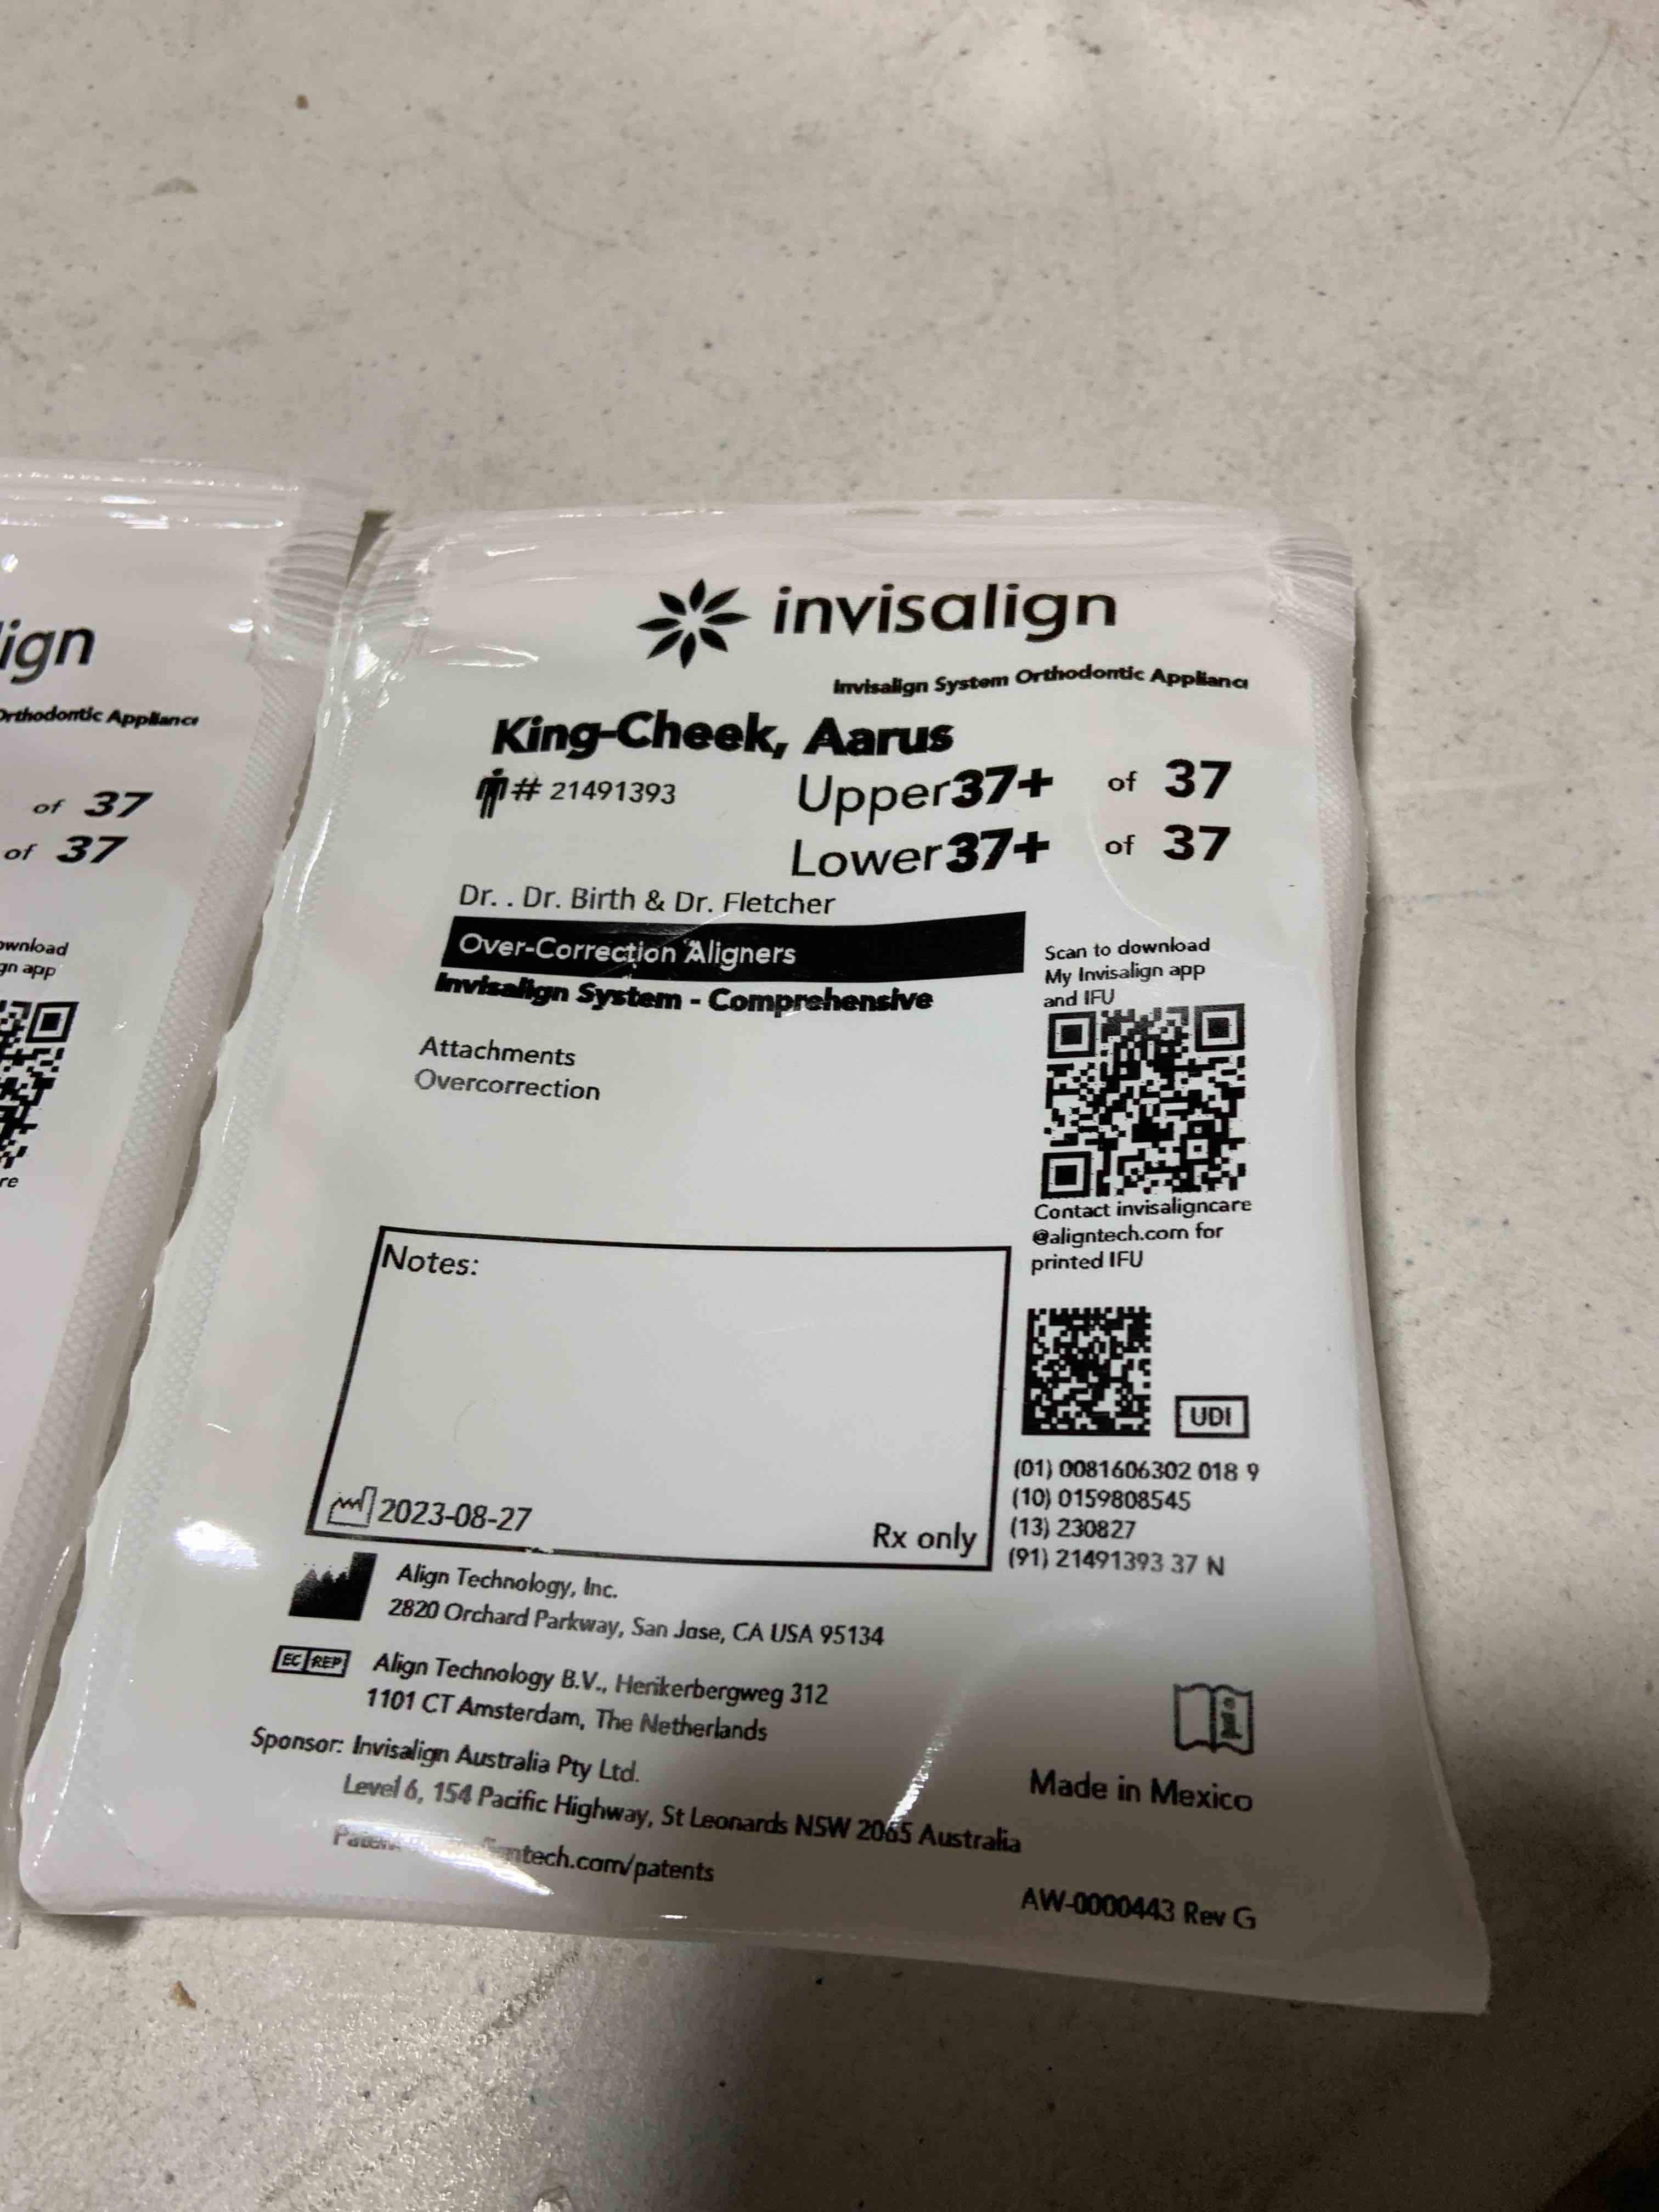 ign
Orthodontic Appliance
of 37
of 37
ownload
gn app
re
invisalign
Invisalign System Orthodontic Applianc
King-Cheek, Aarus
# 21491393
Upper37+ of 37
Lower37+ of 37
Dr. . Dr. Birth & Dr. Fletcher
Over-Correction Aligners
Invisalign System - Comprehensive
Attachments
Overcorrection
Scan to download
My Invisalign app
and IFU
Contact invisaligncare
@aligntech.com for
printed IFU
Notes:
2023-08-27
Rx only
UDI
(01) 0081606302 018 9
(10) 0159808545
(13) 230827
(91) 21491393 37 N
Align Technology, Inc.
2820 Orchard Parkway, San Jose, CA USA 95134
EC REP
Align Technology B.V., Herikerbergweg 312
1101 CT Amsterdam, The Netherlands
Sponsor: Invisalign Australia Pty Ltd.
Level 6, 154 Pacific Highway, St Leonards NSW 2065 Australia
ntech.com/patents
Made in Mexico
AW-0000443 Rev G